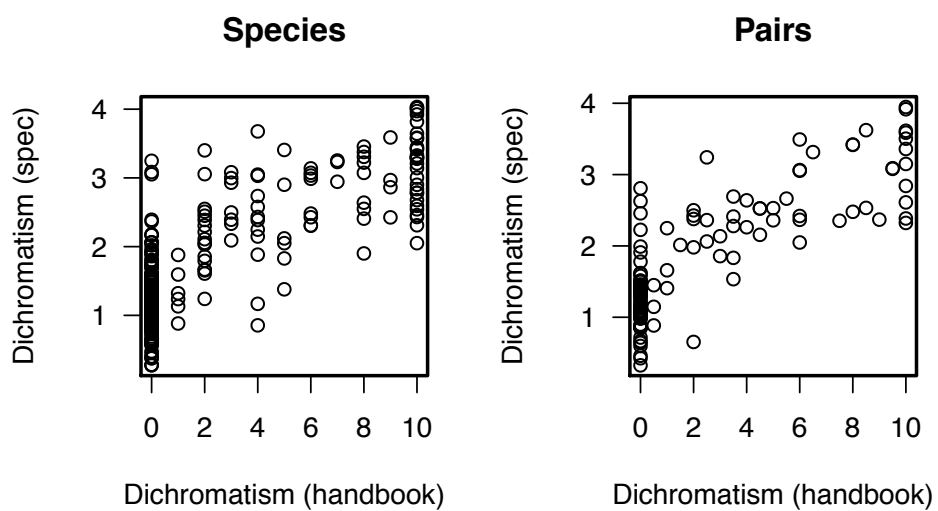 Species
Dichromatism (spec)
4
3
2
1
0 2 4 6 8 10
Dichromatism (handbook)
Pairs
Dichromatism (spec)
4
3
2
1
0 2 4 6 8 10
Dichromatism (handbook)